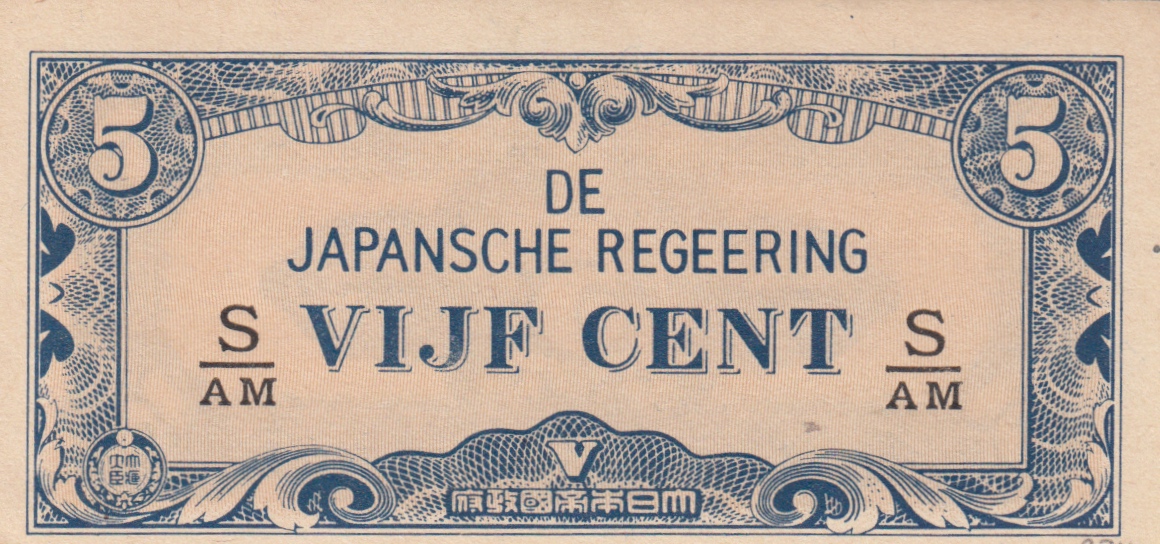 5
5
DE
JAPANSCHE REGEERING
VIJF CENT
S
AM
S
AM
V
大日本帝國政府